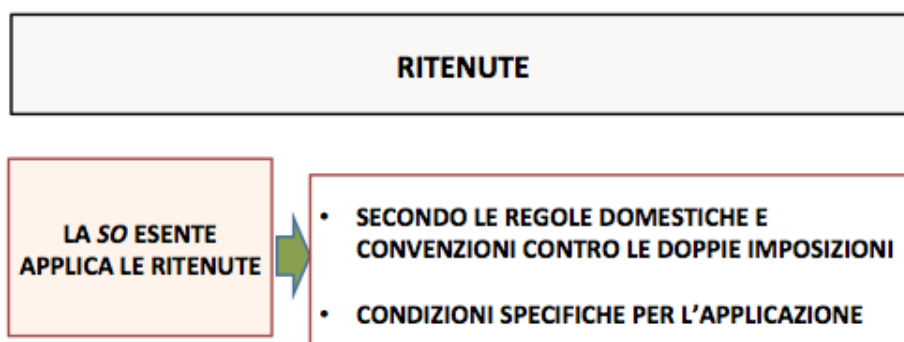 RITENUTE
LA SO ESENTE
APPLICA LE RITENUTE
• SECONDO LE REGOLE DOMESTICHE E
CONVENZIONI CONTRO LE DOPPIE IMPOSIZIONI
• CONDIZIONI SPECIFICHE PER L'APPLICAZIONE